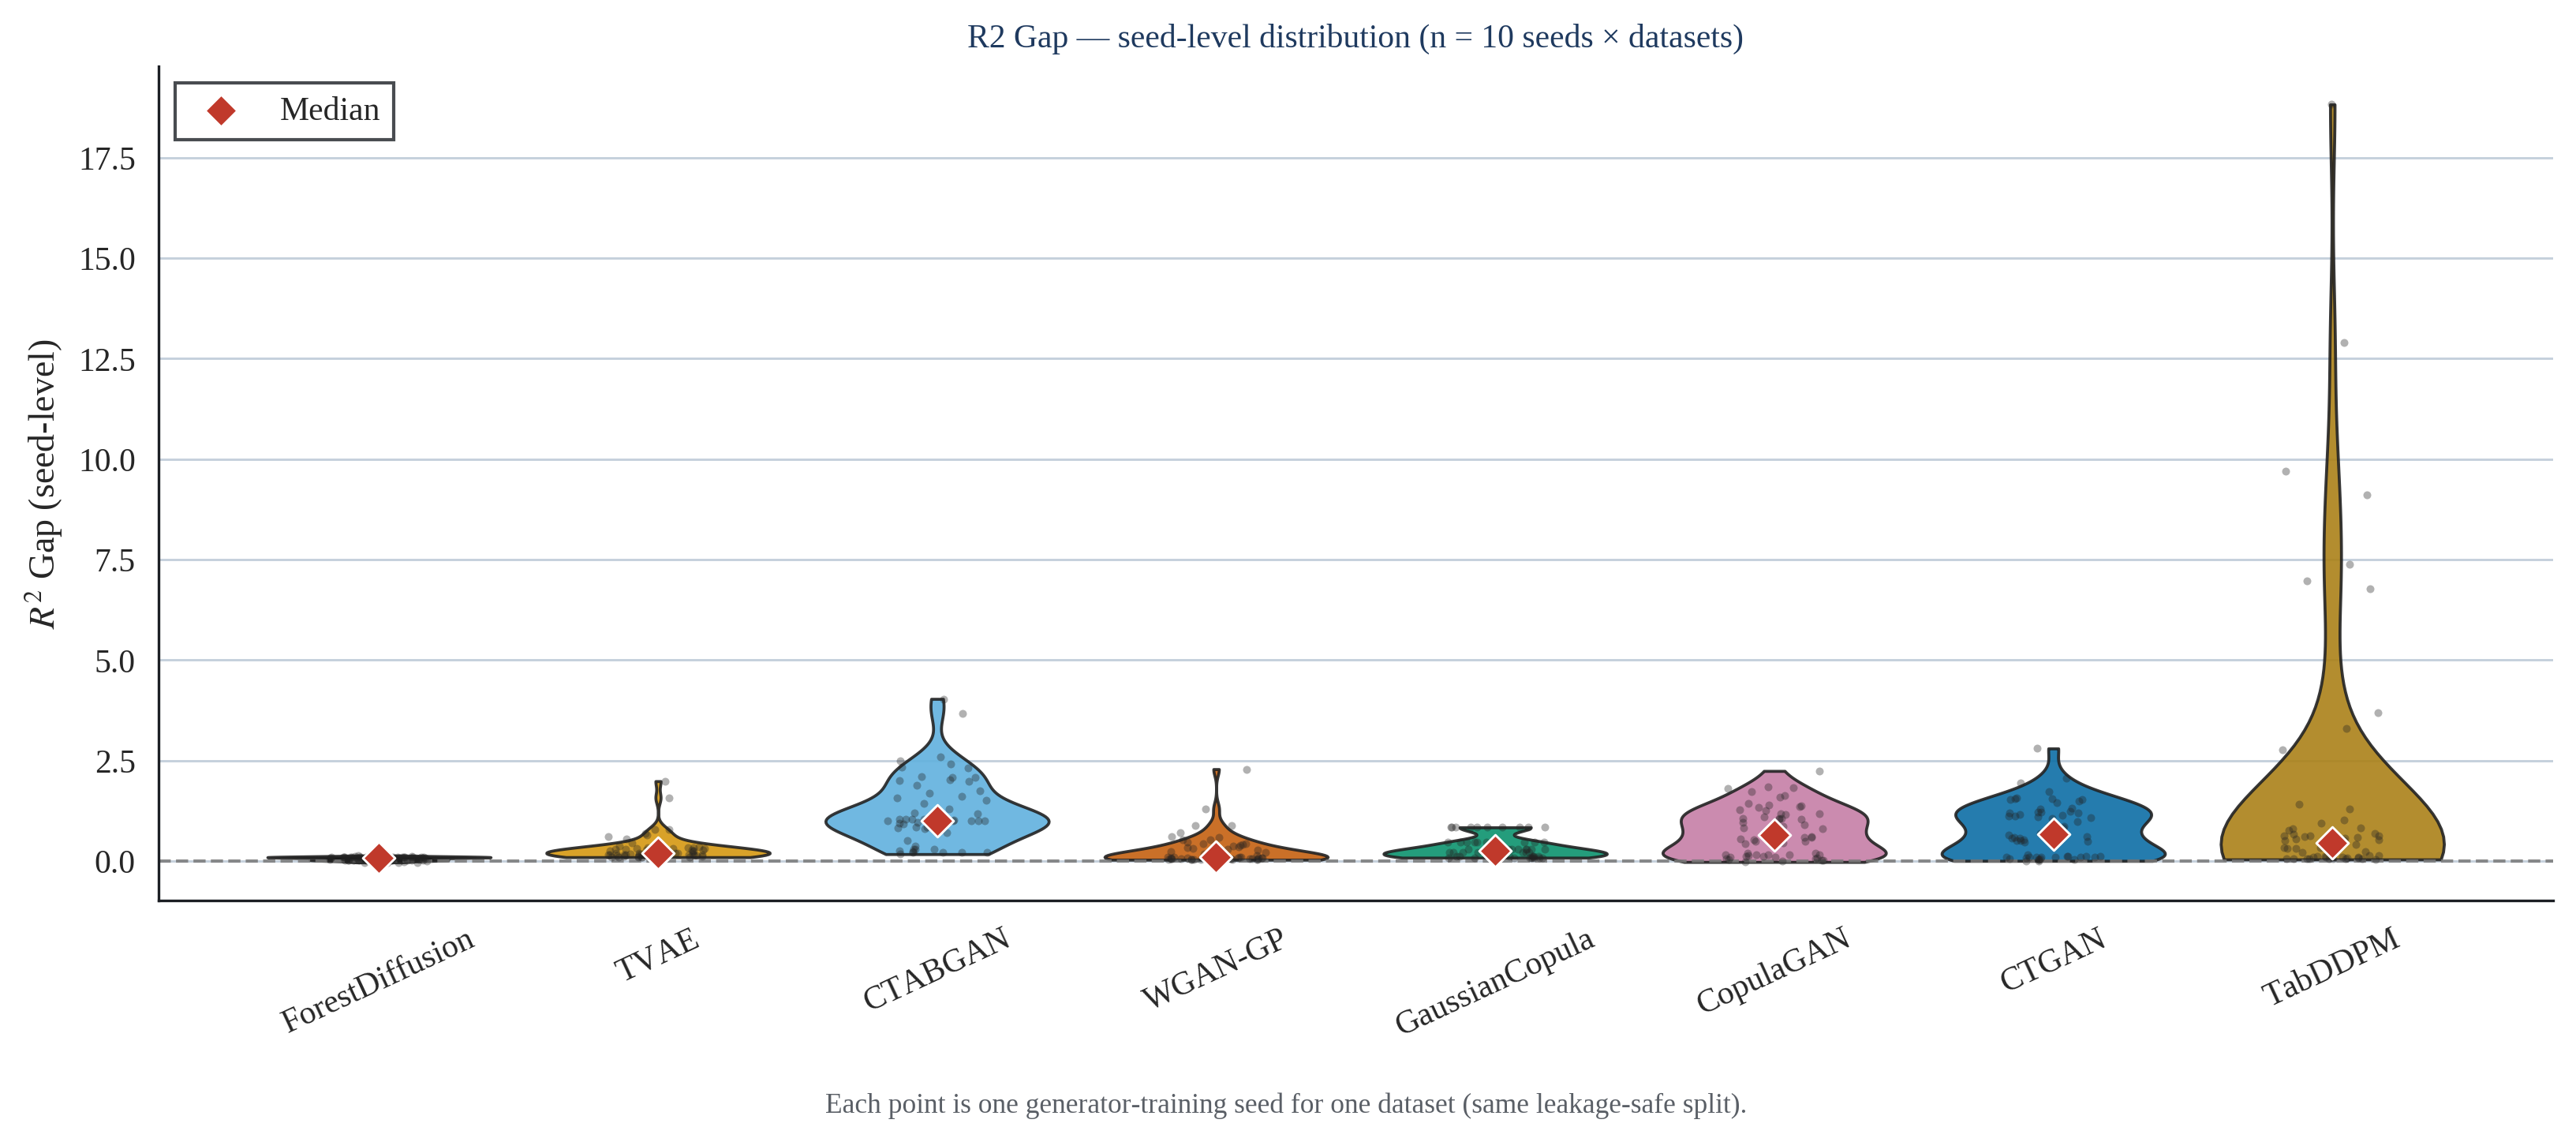 R2 Gap — seed-level distribution (n = 10 seeds × datasets)
Median
17.5
15.0
12.5
10.0
7.5
5.0
2.5
0.0
R² Gap (seed-level)
ForestDiffusion
TVAE
CTABGAN
WGAN-GP
GaussianCopula
CopulaGAN
CTGAN
TabDDPM
Each point is one generator-training seed for one dataset (same leakage-safe split).